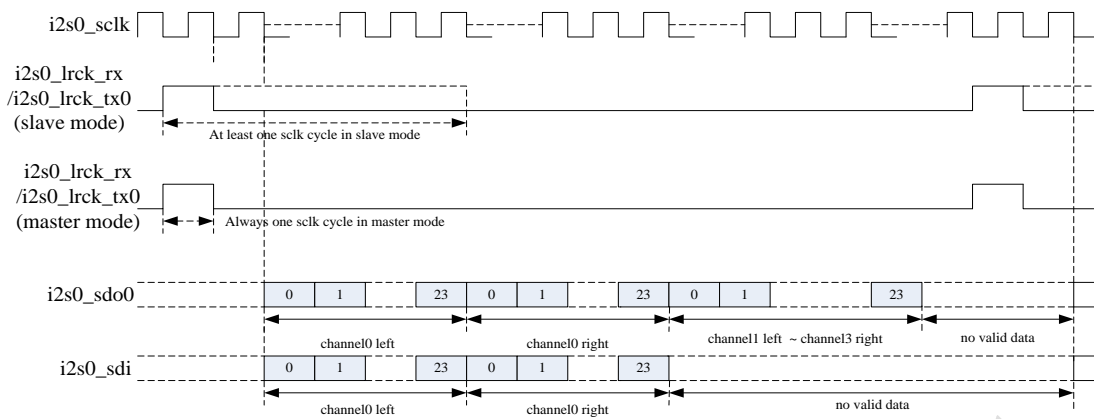 i2s0_sclk
i2s0_lrck_rx
/i2s0_lrck_tx0
(slave mode)
At least one sclk cycle in slave mode
i2s0_lrck_rx
/i2s0_lrck_tx0
(master mode)
Always one sclk cycle in master mode
i2s0_sdo0 0 1 23 0 1 23 0 1 23
channel0 left channel0 right channel1 left ~ channel3 right no valid data
i2s0_sdi 0 1 23 0 1 23
channel0 left channel0 right no valid data